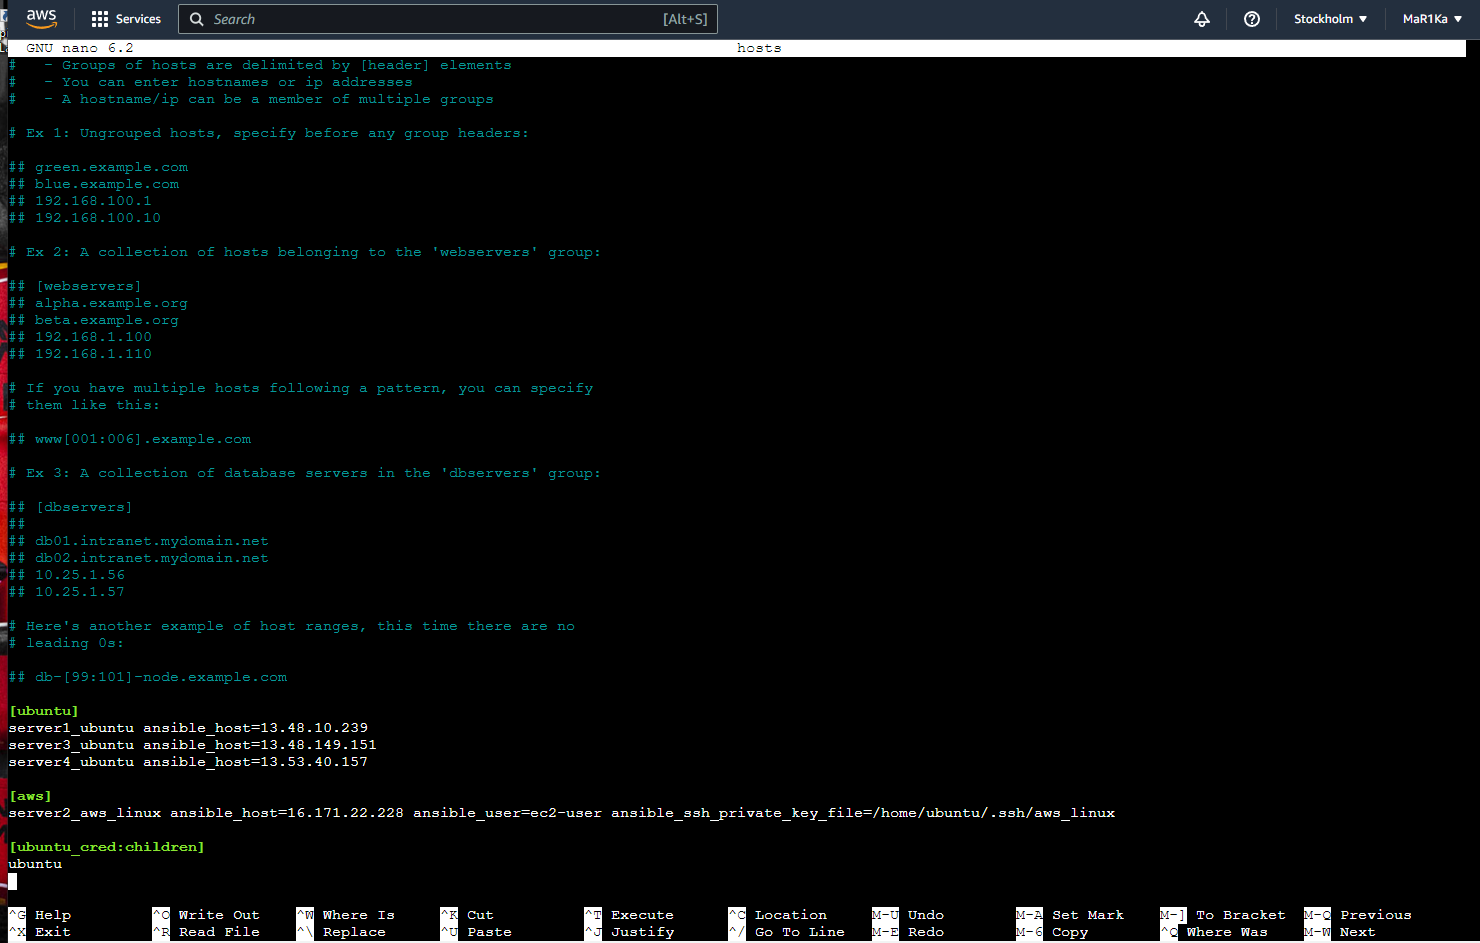 aws
Services
Search
[Alt+S]
Stockholm ▼
MaR1Ka ▼
GNU nano 6.2
hosts
#   - Groups of hosts are delimited by [header] elements
#   - You can enter hostnames or ip addresses
#   - A hostname/ip can be a member of multiple groups
# Ex 1: Ungrouped hosts, specify before any group headers:
## green.example.com
## blue.example.com
## 192.168.100.1
## 192.168.100.10
# Ex 2: A collection of hosts belonging to the 'webservers' group:
## [webservers]
## alpha.example.org
## beta.example.org
## 192.168.1.100
## 192.168.1.110
# If you have multiple hosts following a pattern, you can specify
# them like this:
## www[001:006].example.com
# Ex 3: A collection of database servers in the 'dbservers' group:
## [dbservers]
##
## db01.intranet.mydomain.net
## db02.intranet.mydomain.net
## 10.25.1.56
## 10.25.1.57
# Here's another example of host ranges, this time there are no
# leading 0s:
## db-[99:101]-node.example.com
[ubuntu]
server1_ubuntu ansible_host=13.48.10.239
server3_ubuntu ansible_host=13.48.149.151
server4_ubuntu ansible_host=13.53.40.157
[aws]
server2_aws_linux ansible_host=16.171.22.228 ansible_user=ec2-user ansible_ssh_private_key_file=/home/ubuntu/.ssh/aws_linux
[ubuntu_cred:children]
ubuntu
^G Help ^O Write Out ^W Where Is ^K Cut ^T Execute ^C Location M-U Undo M-A Set Mark M-] To Bracket M-Q Previous
^X Exit ^R Read File ^\ Replace ^U Paste ^J Justify ^/ Go To Line M-E Redo M-6 Copy ^Q Where Was M-W Next